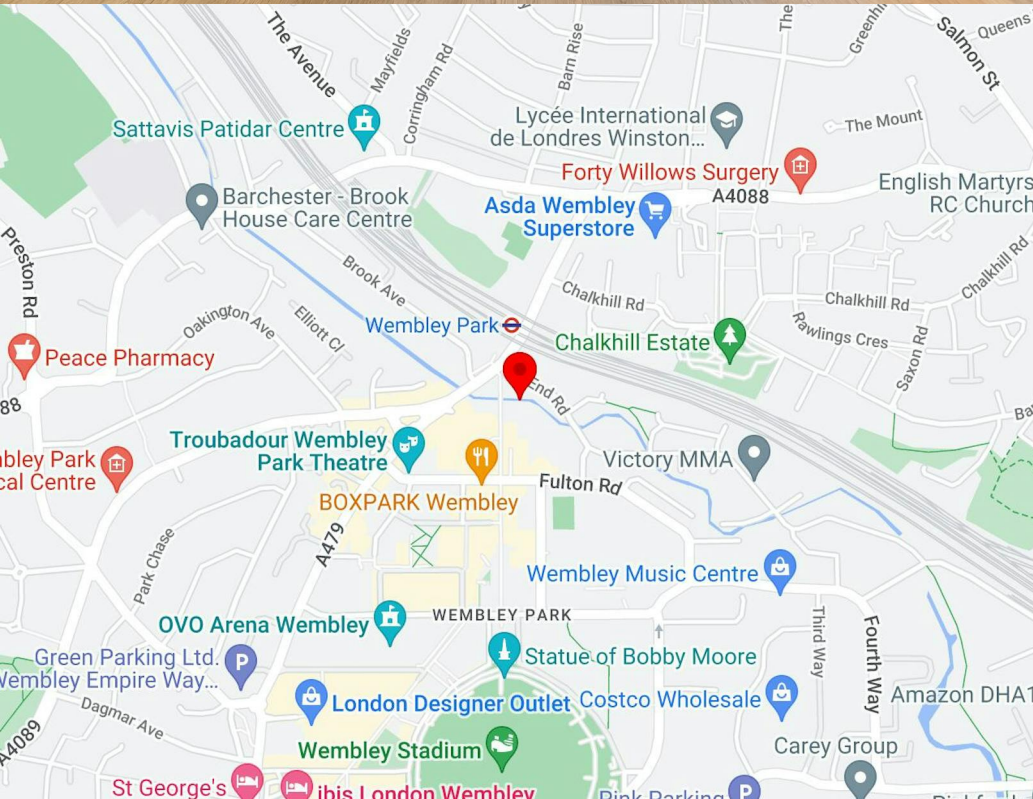 The Avenue
Mayfields
Corringham Rd
Barn Rise
The
Greenhi
Salmon St
Queens
Sattavis Patidar Centre
Lycée International
de Londres Winston...
The Mount
Forty Willows Surgery
A4088
English Martyrs
RC Church
Barchester - Brook
House Care Centre
Asda Wembley
Superstore
Preston Rd
Brook Ave
Chalkhill Rd
Chalkhill Rd
Chalkhill Rd
Oakington Ave
Elliott Cl
Wembley Park
Chalkhill Estate
Rawlings Cres
Saxon Rd
Peace Pharmacy
End Rd
88
Ba
Troubadour Wembley
Park Theatre
mbley Park
cal Centre
Victory MMA
Fulton Rd
BOXPARK Wembley
A479
Park Chase
Wembley Music Centre
WEMBLEY PARK
OVO Arena Wembley
Third Way
Fourth Way
Green Parking Ltd.
Wembley Empire Way...
P
Statue of Bobby Moore
London Designer Outlet
Costco Wholesale
Amazon DHA1
Dagmar Ave
A4089
Wembley Stadium
Carey Group
St George's
ibis London Wembley
Pink Parking
P